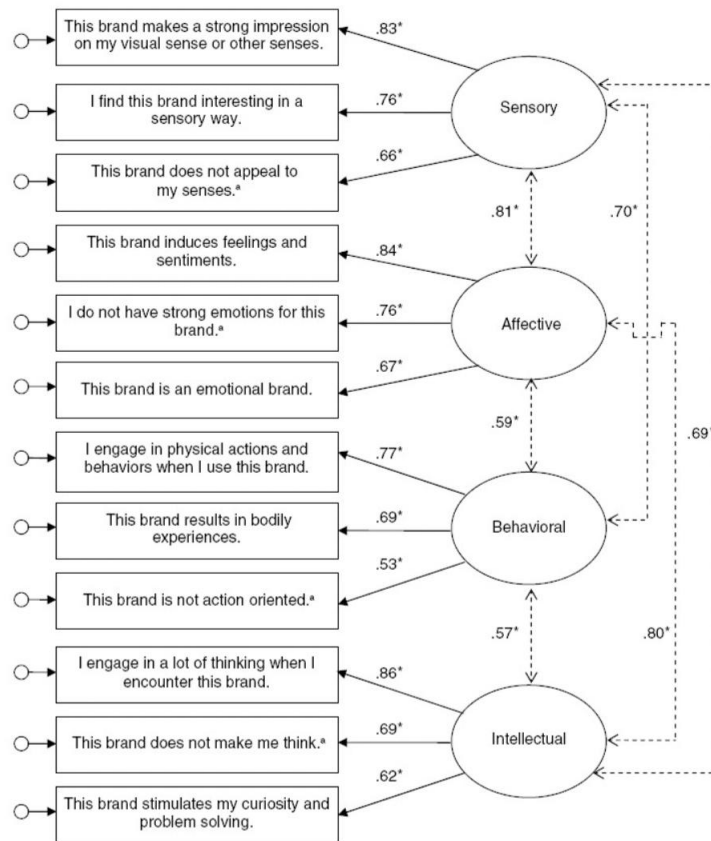 This brand makes a strong impression
on my visual sense or other senses.
.83*
I find this brand interesting in a
sensory way.
.76*
Sensory
This brand does not appeal to
my senses.ª
.66*
.81*
.70*
This brand induces feelings and
sentiments.
.84*
I do not have strong emotions for this
brand.ª
.76*
Affective
This brand is an emotional brand.
.67*
.59*
.69*
I engage in physical actions and
behaviors when I use this brand.
.77*
This brand results in bodily
experiences.
.69*
Behavioral
This brand is not action oriented.ª
.53*
.57*
.80*
I engage in a lot of thinking when I
encounter this brand.
.86*
This brand does not make me think.ª
.69*
Intellectual
This brand stimulates my curiosity and
problem solving.
.62*